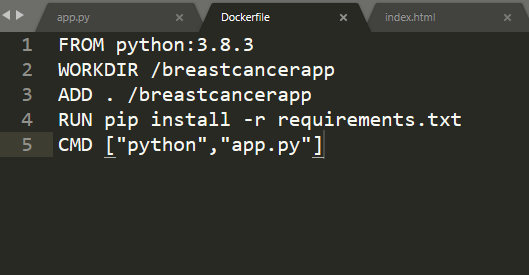 app.py × Dockerfile × index.html ×
1 FROM python:3.8.3
2 WORKDIR /breastcancerapp
3 ADD . /breastcancerapp
4 RUN pip install -r requirements.txt
5 CMD ["python","app.py"]